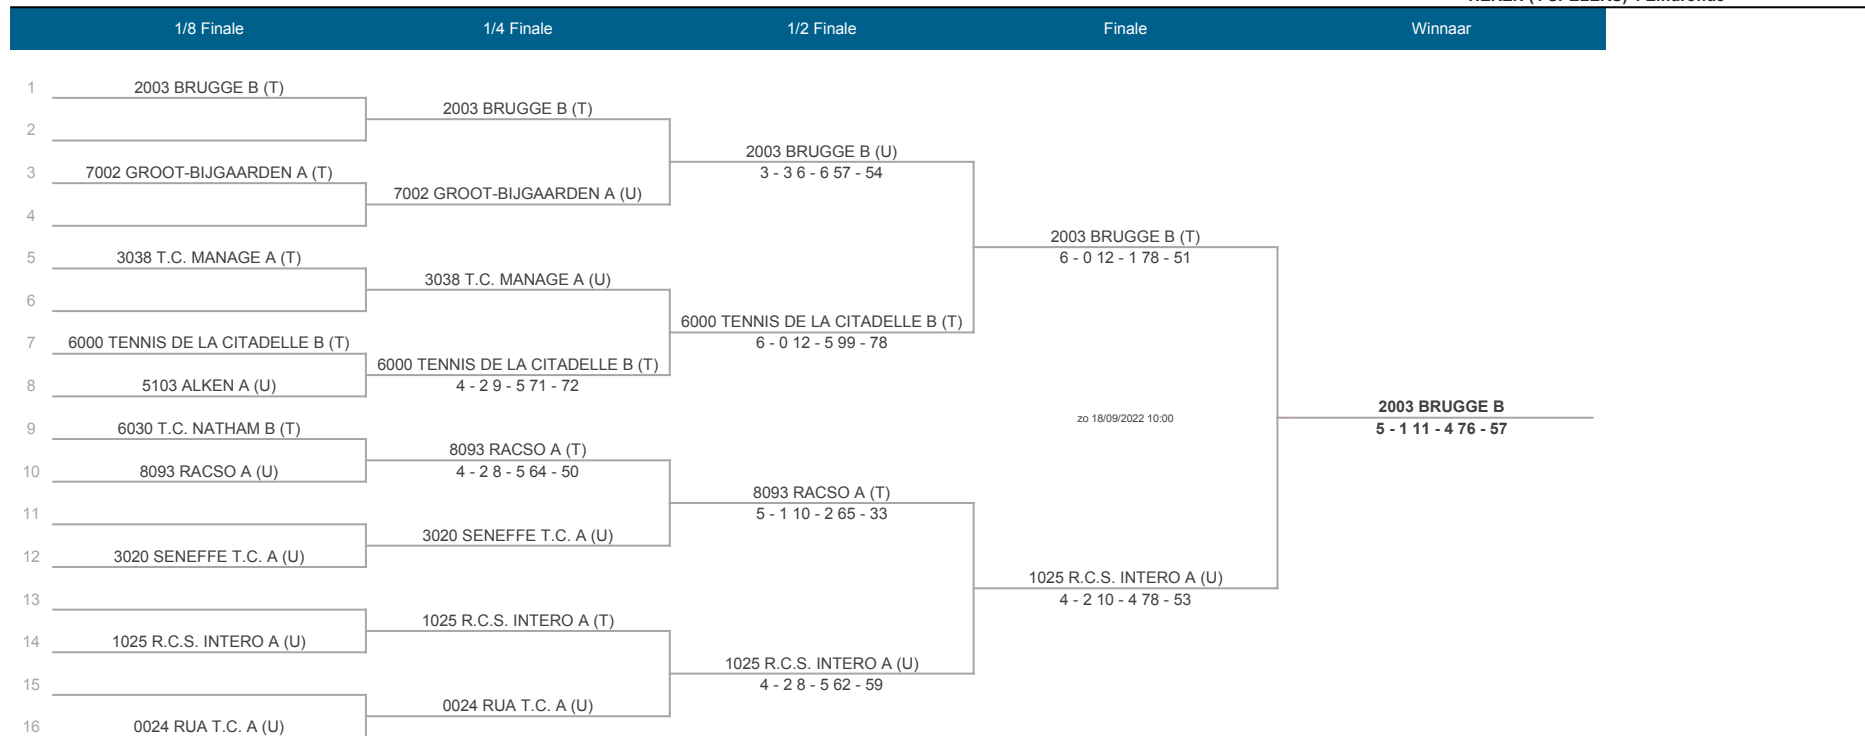 1/8 Finale 1/4 Finale 1/2 Finale Finale Winnaar
1 2003 BRUGGE B (T)
2003 BRUGGE B (T)
2
2003 BRUGGE B (U)
3 7002 GROOT-BIJGAARDEN A (T)
3 - 3 6 - 6 57 - 54
7002 GROOT-BIJGAARDEN A (U)
4
2003 BRUGGE B (T)
5 3038 T.C. MANAGE A (T)
6 - 0 12 - 1 78 - 51
3038 T.C. MANAGE A (U)
6
6000 TENNIS DE LA CITADELLE B (T)
7 6000 TENNIS DE LA CITADELLE B (T)
6 - 0 12 - 5 99 - 78
6000 TENNIS DE LA CITADELLE B (T)
8 5103 ALKEN A (U)
4 - 2 9 - 5 71 - 72
2003 BRUGGE B
zo 18/09/2022 10:00
9 6030 T.C. NATHAM B (T)
5 - 1 11 - 4 76 - 57
8093 RACSO A (T)
10 8093 RACSO A (U)
4 - 2 8 - 5 64 - 50
8093 RACSO A (T)
11
5 - 1 10 - 2 65 - 33
3020 SENEFFE T.C. A (U)
12 3020 SENEFFE T.C. A (U)
1025 R.C.S. INTERO A (U)
13
4 - 2 10 - 4 78 - 53
1025 R.C.S. INTERO A (T)
14 1025 R.C.S. INTERO A (U)
1025 R.C.S. INTERO A (U)
15
4 - 2 8 - 5 62 - 59
0024 RUA T.C. A (U)
16 0024 RUA T.C. A (U)